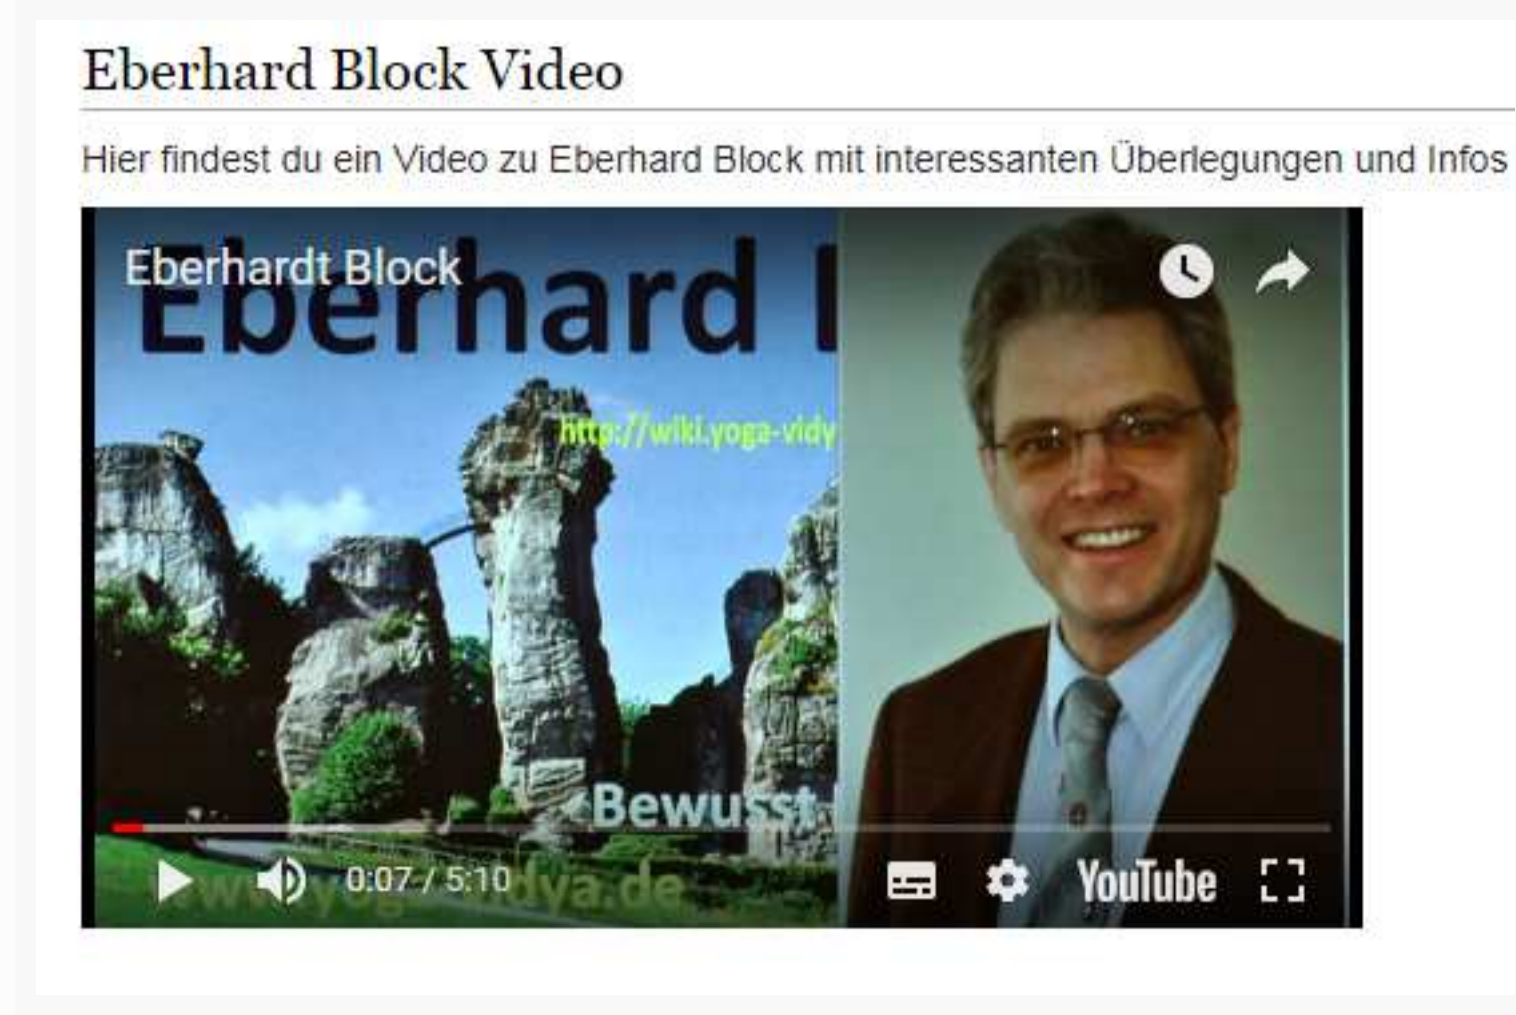 Eberhard Block Video
Hier findest du ein Video zu Eberhard Block mit interessanten Überlegungen und Infos
Eberhardt Block
Eberhard
http://wiki.yoga-vidy
Bewusst
0:07 / 5:10
YouTube